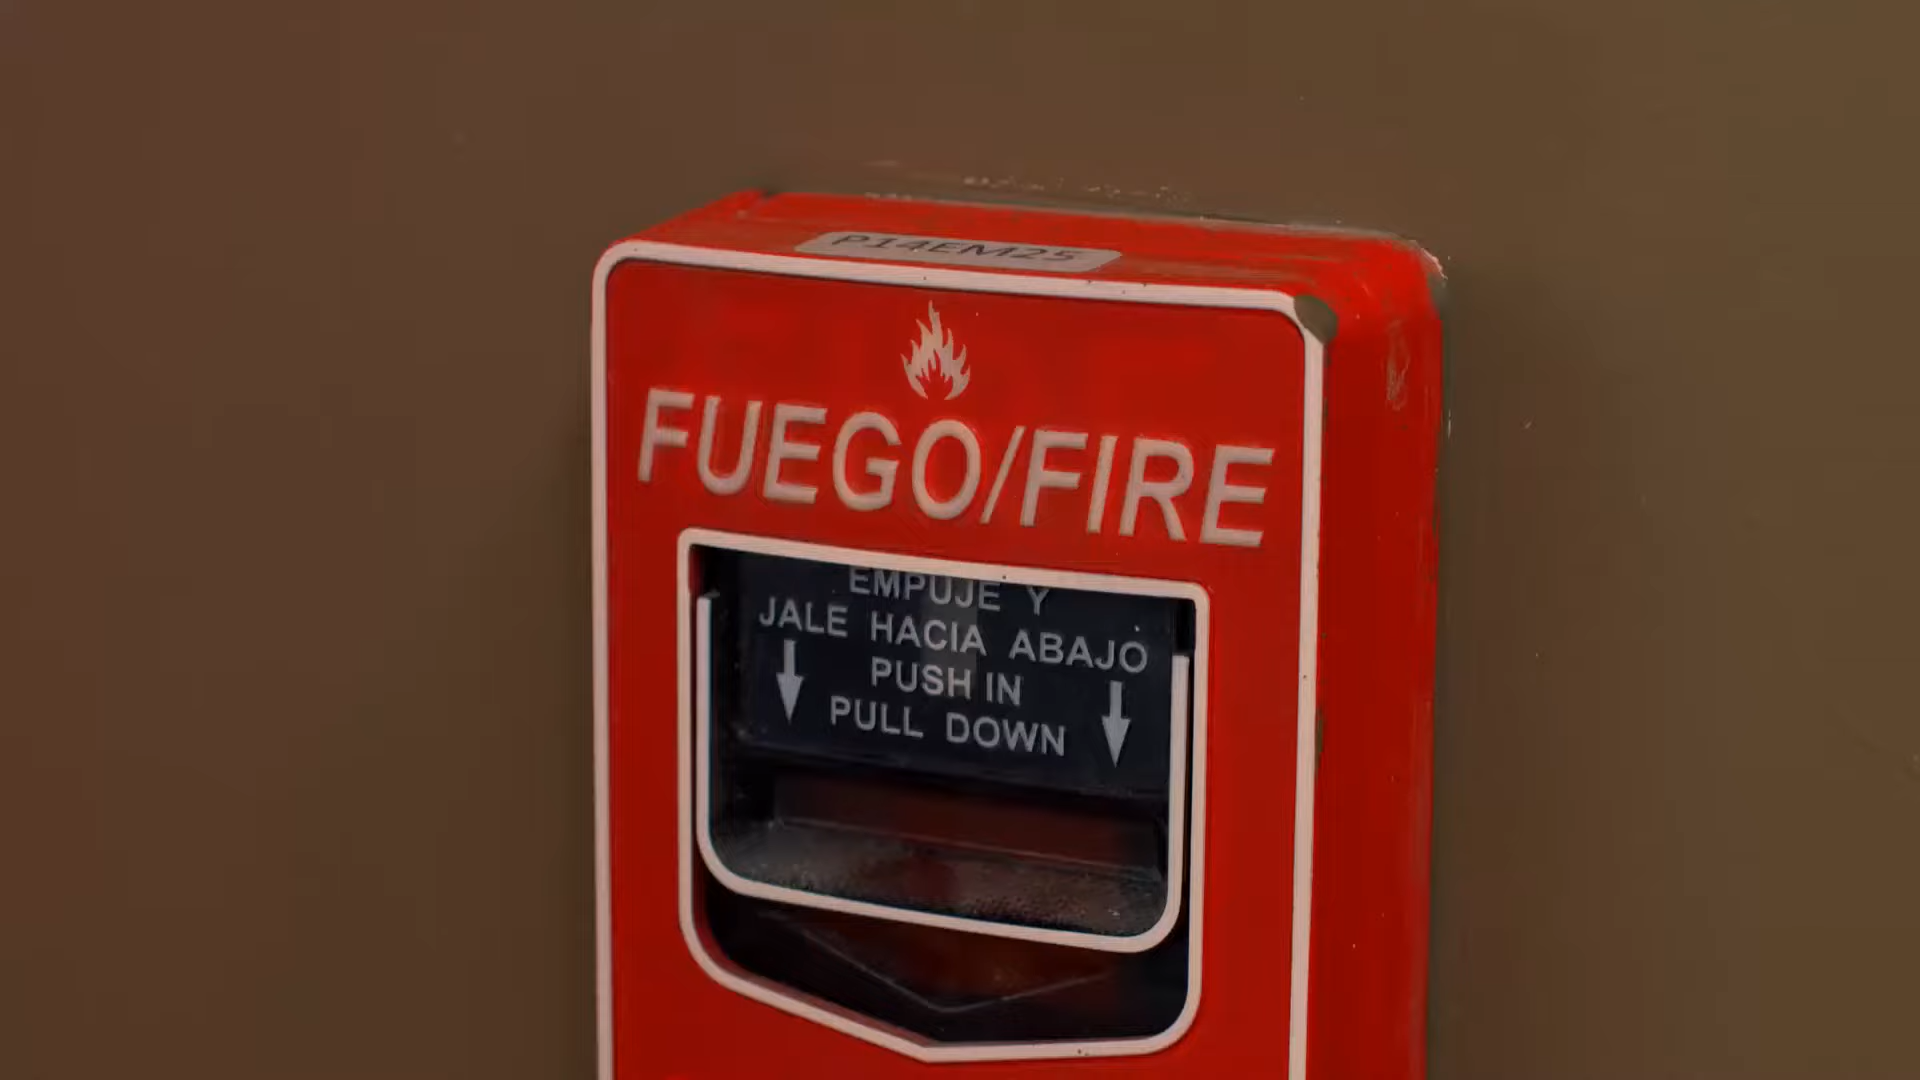 P14EM25
FUEGO/FIRE
EMPUJE Y
JALE HACIA ABAJO
PUSH IN
PULL DOWN